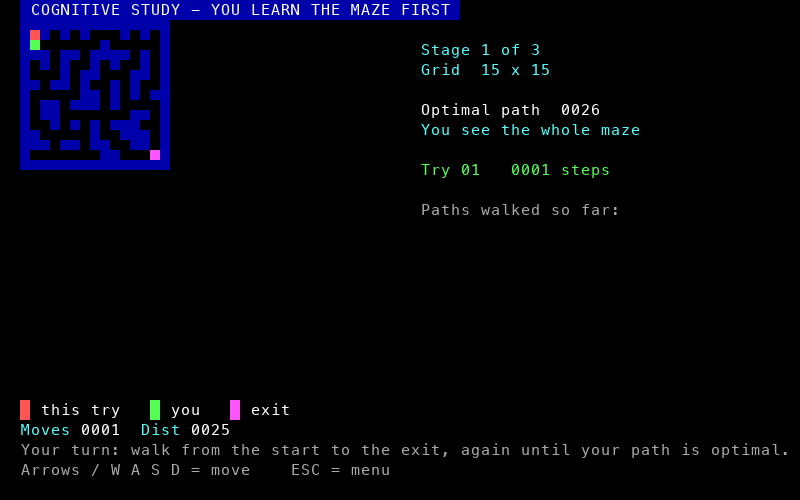 COGNITIVE STUDY — YOU LEARN THE MAZE FIRST
Stage 1 of 3
Grid  15 x 15
Optimal path  0026
You see the whole maze
Try 01   0001 steps
Paths walked so far:
this try   you   exit
Moves 0001  Dist 0025
Your turn: walk from the start to the exit, again until your path is optimal.
Arrows / W A S D = move    ESC = menu